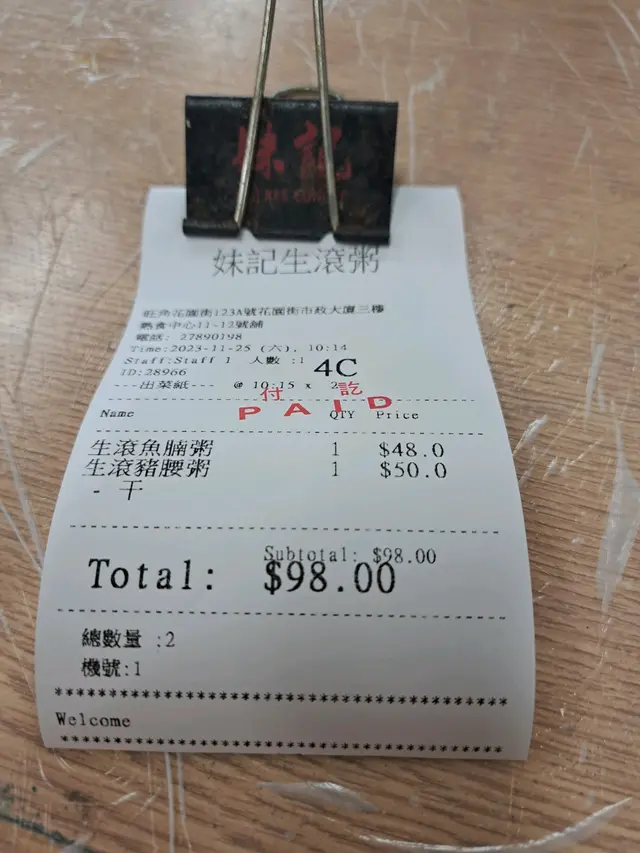 妹記
妹記生滾粥
旺角花園街123A號花園街市政大廈三樓
熟食中心11-12號舖
電話: 27890198
Time:2023-11-25 (六), 10:14
Staff:Staff 1 人數 :1
ID:28966 4C
---出菜紙--- @ 10:15 x 2
付 訖
PAID
Name QTY Price
生滾魚腩粥 1 $48.0
生滾豬腰粥 1 $50.0
- 干
Subtotal: $98.00
Total: $98.00
總數量 :2
機號:1
Welcome